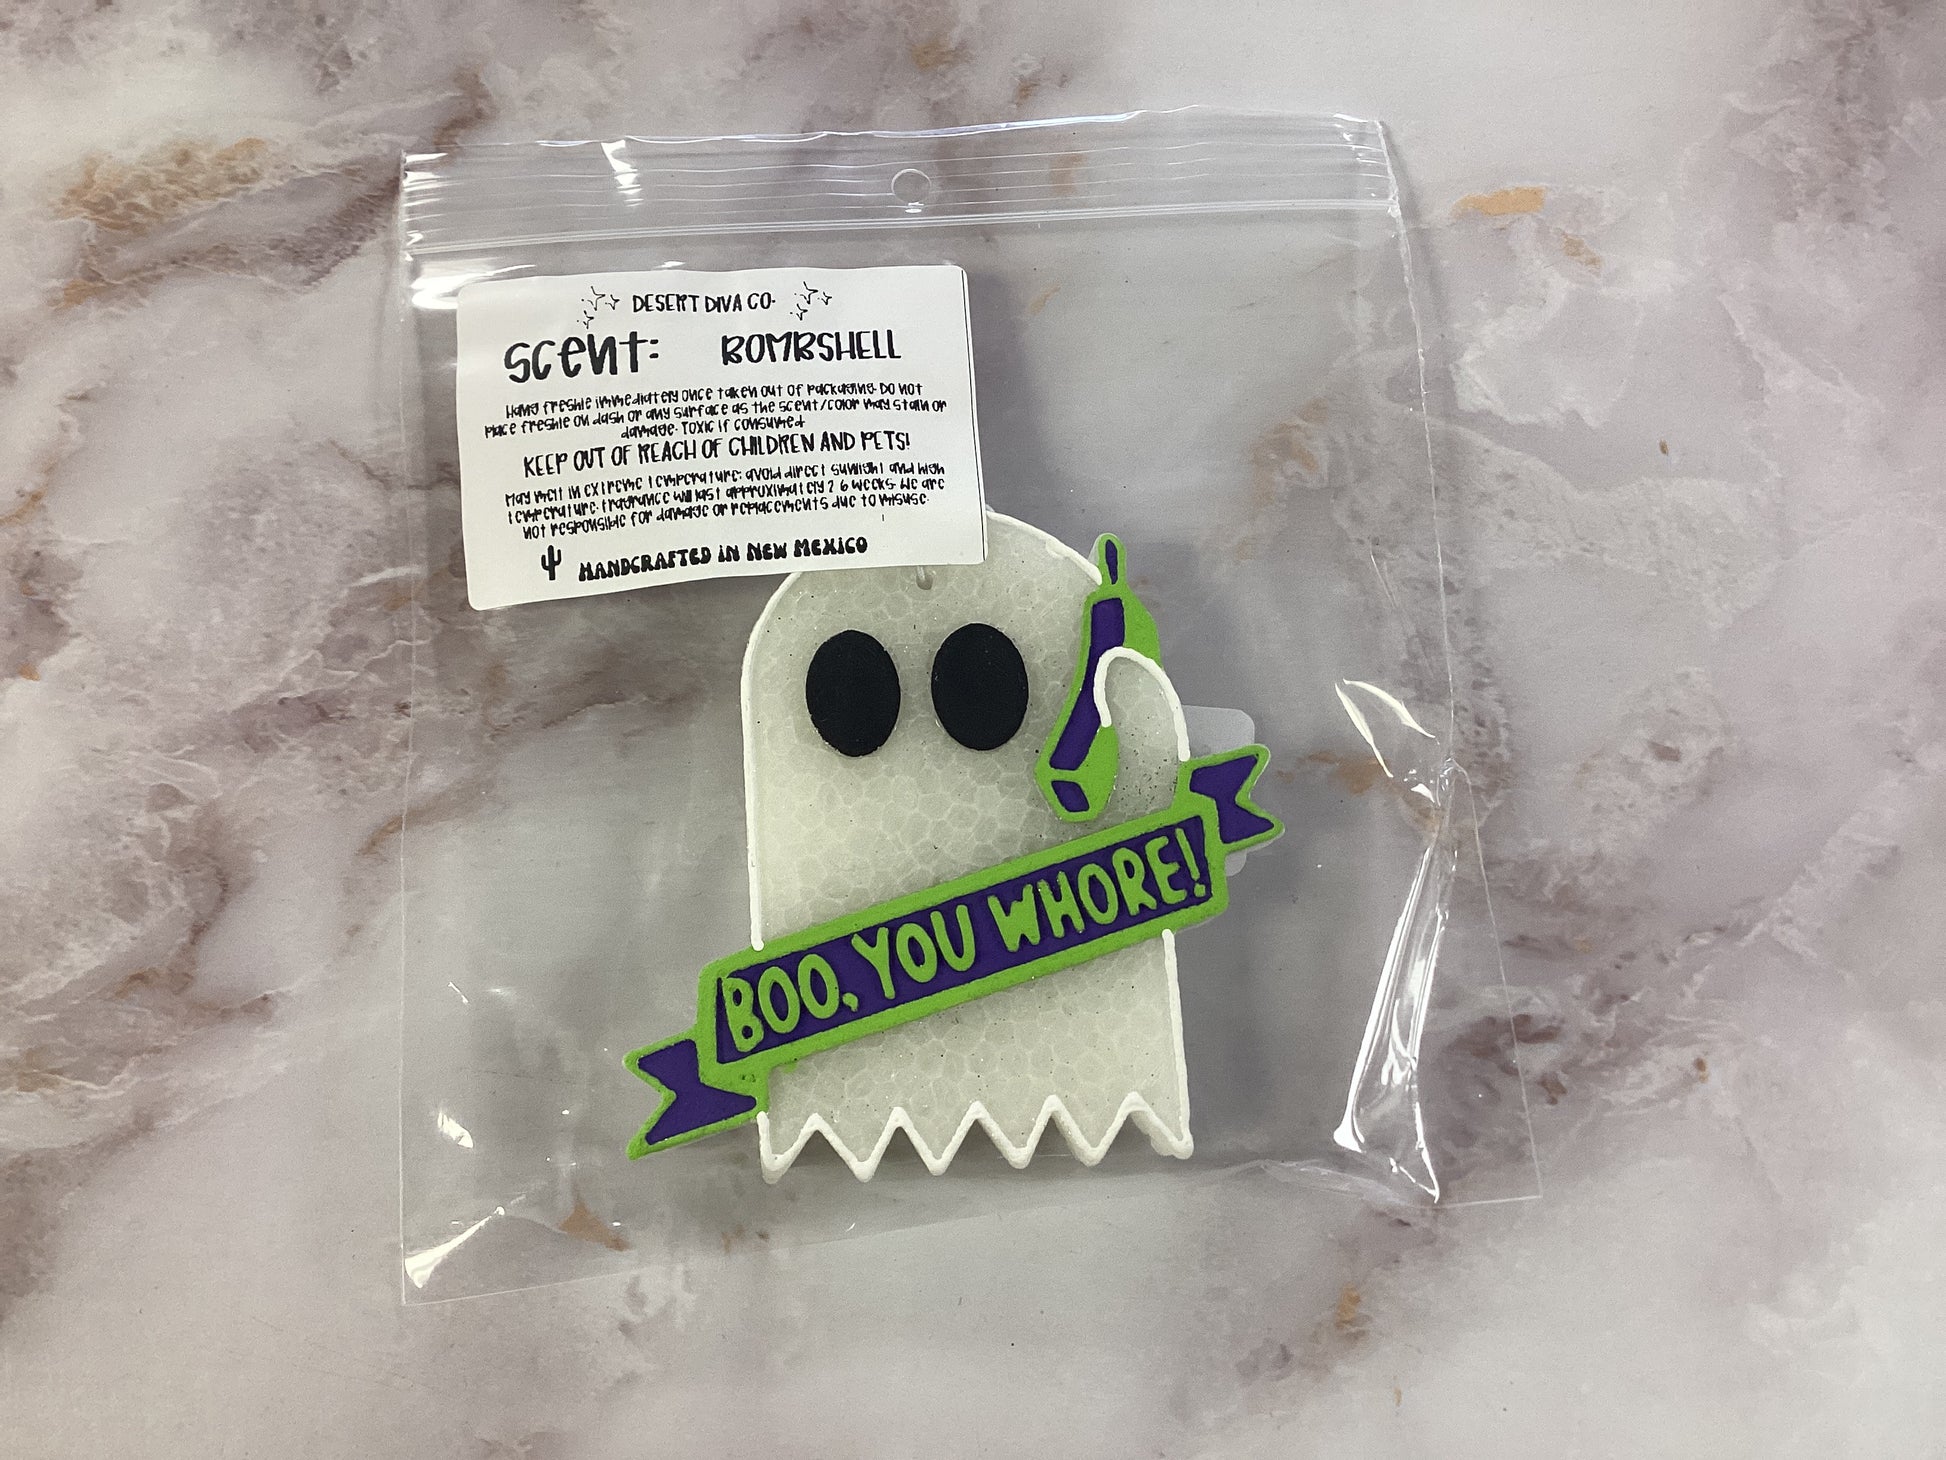 DESERT DIVA CO.
scent: BOMBSHELL
Hang freshie immediately once taken out of packaging. Do not
place freshie on dash or any surface as the scent/color may stain or
damage. Toxic if consumed
KEEP OUT OF REACH OF CHILDREN AND PETS!
May melt in extreme temperature; avoid direct sunlight and high
temperature. Fragrance will last approximately 2-6 weeks. We are
not responsible for damage or replacements due to misuse.
HANDCRAFTED IN NEW MEXICO
BOO, YOU WHORE!